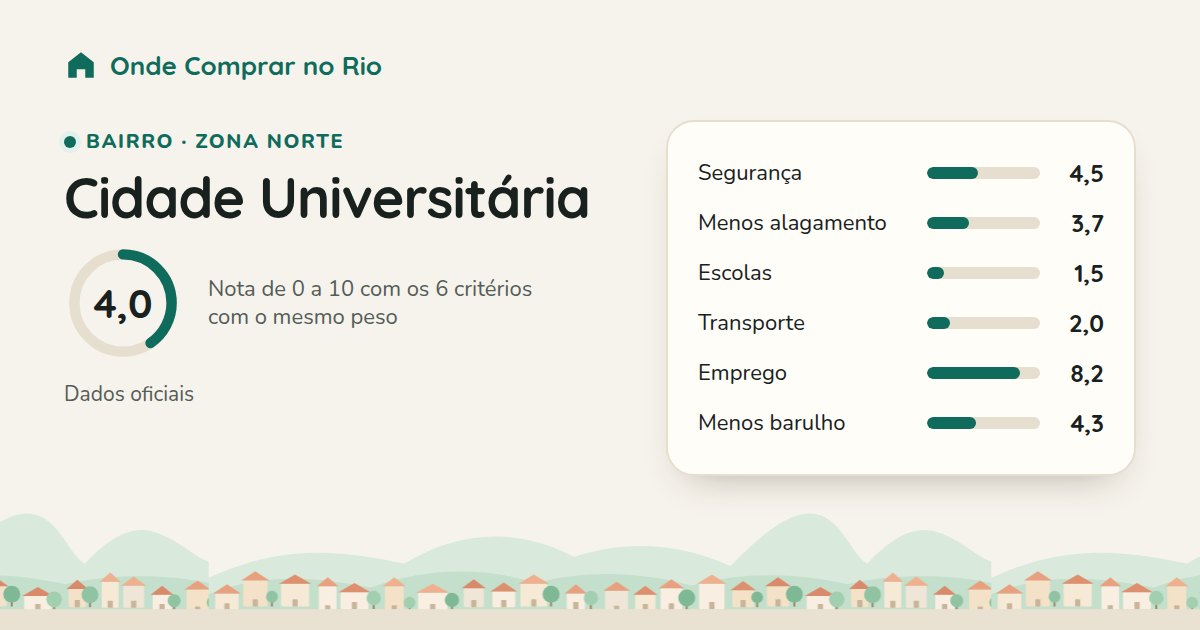 Onde Comprar no Rio
BAIRRO · ZONA NORTE
Cidade Universitária
4,0
Nota de 0 a 10 com os 6 critérios
com o mesmo peso
Dados oficiais
Segurança 4,5
Menos alagamento 3,7
Escolas 1,5
Transporte 2,0
Emprego 8,2
Menos barulho 4,3